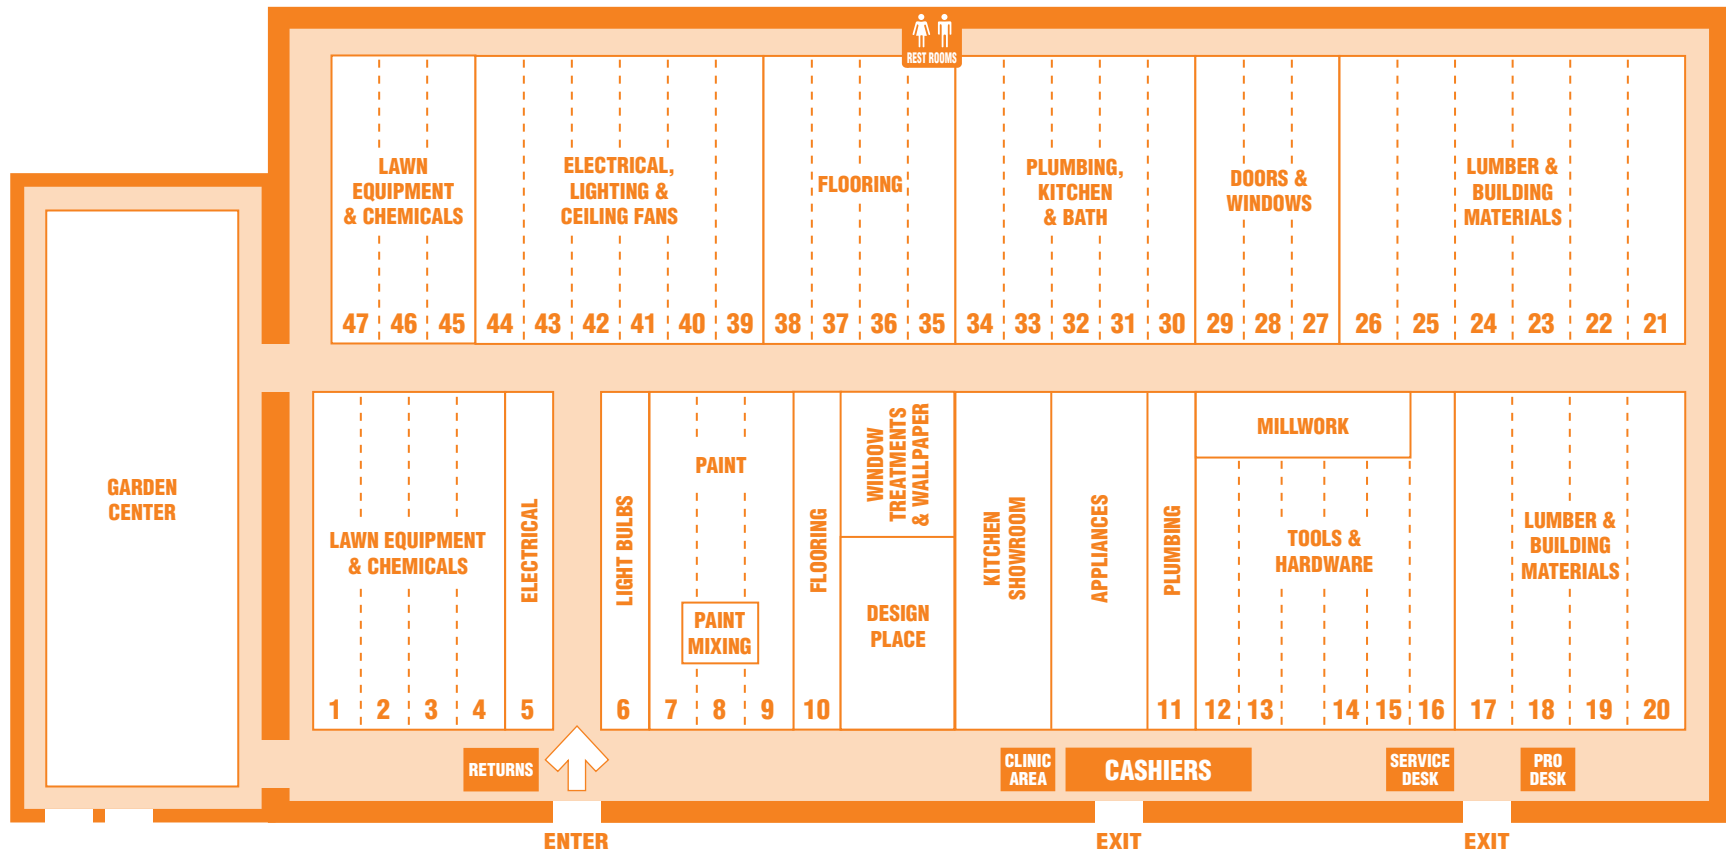 REST ROOMS
LAWN
EQUIPMENT
& CHEMICALS
ELECTRICAL,
LIGHTING &
CEILING FANS
FLOORING
PLUMBING,
KITCHEN
& BATH
DOORS &
WINDOWS
LUMBER &
BUILDING
MATERIALS
47 46 45 44 43 42 41 40 39 38 37 36 35 34 33 32 31 30 29 28 27 26 25 24 23 22 21
GARDEN
CENTER
LAWN EQUIPMENT
& CHEMICALS
ELECTRICAL
LIGHT BULBS
PAINT
PAINT
MIXING
FLOORING
WINDOW
TREATMENTS
& WALLPAPER
DESIGN
PLACE
KITCHEN
SHOWROOM
APPLIANCES
PLUMBING
MILLWORK
TOOLS &
HARDWARE
LUMBER &
BUILDING
MATERIALS
1 2 3 4 5 6 7 8 9 10 11 12 13 14 15 16 17 18 19 20
RETURNS
CLINIC
AREA
CASHIERS
SERVICE
DESK
PRO
DESK
ENTER
EXIT
EXIT